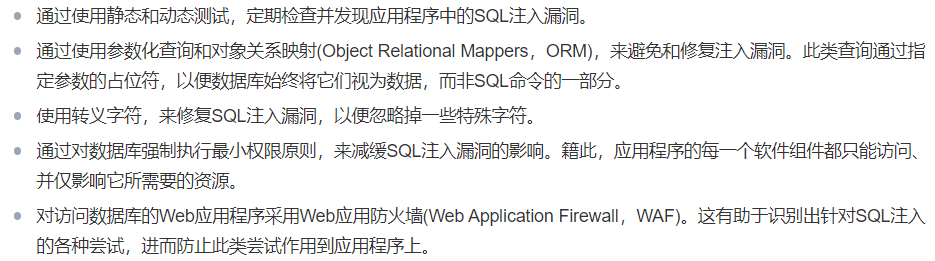 通过使用静态和动态测试，定期检查并发现应用程序中的SQL注入漏洞。
通过使用参数化查询和对象关系映射(Object Relational Mappers，ORM)，来避免和修复注入漏洞。此类查询通过指
定参数的占位符，以便数据库始终将它们视为数据，而非SQL命令的一部分。
使用转义字符，来修复SQL注入漏洞，以便忽略掉一些特殊字符。
通过对数据库强制执行最小权限原则，来减缓SQL注入漏洞的影响。籍此，应用程序的每一个软件组件都只能访问、
并仅影响它所需要的资源。
对访问数据库的Web应用程序采用Web应用防火墙(Web Application Firewall，WAF)。这有助于识别出针对SQL注入
的各种尝试，进而防止此类尝试作用到应用程序上。